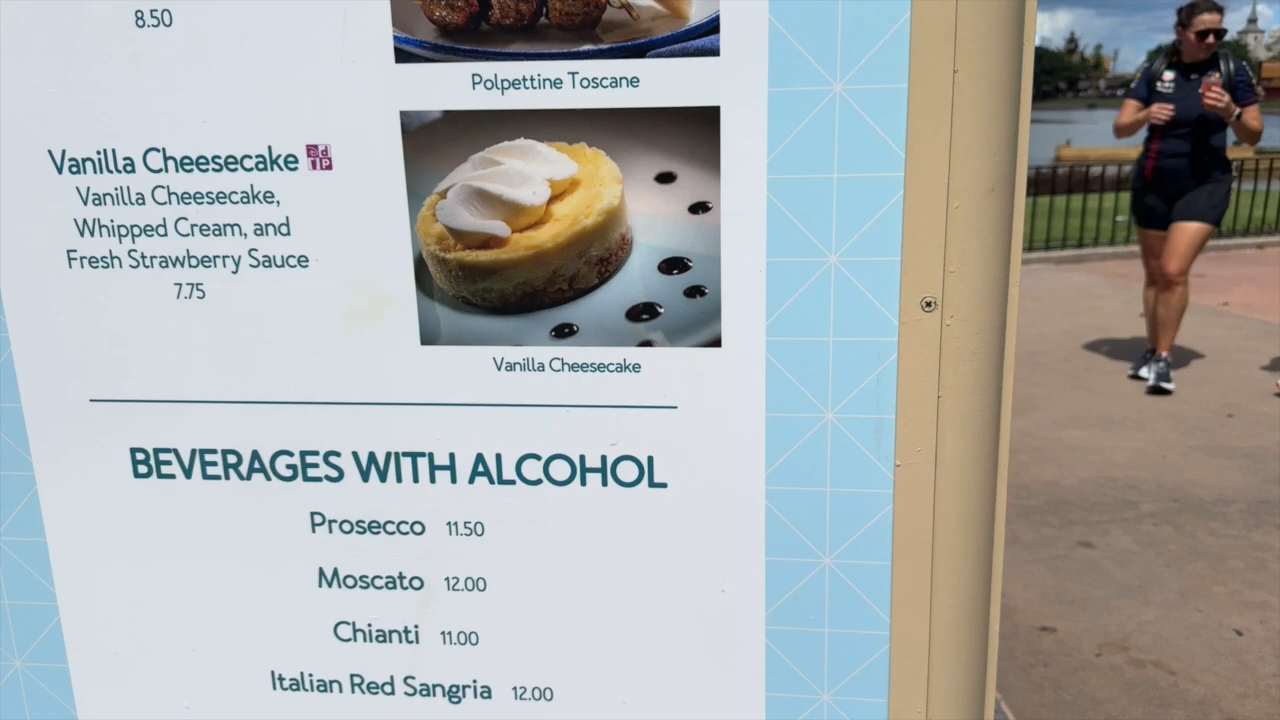 8.50
Polpettine Toscane
Vanilla Cheesecake
Vanilla Cheesecake,
Whipped Cream, and
Fresh Strawberry Sauce
7.75
Vanilla Cheesecake
BEVERAGES WITH ALCOHOL
Prosecco 11.50
Moscato 12.00
Chianti 11.00
Italian Red Sangria 12.00